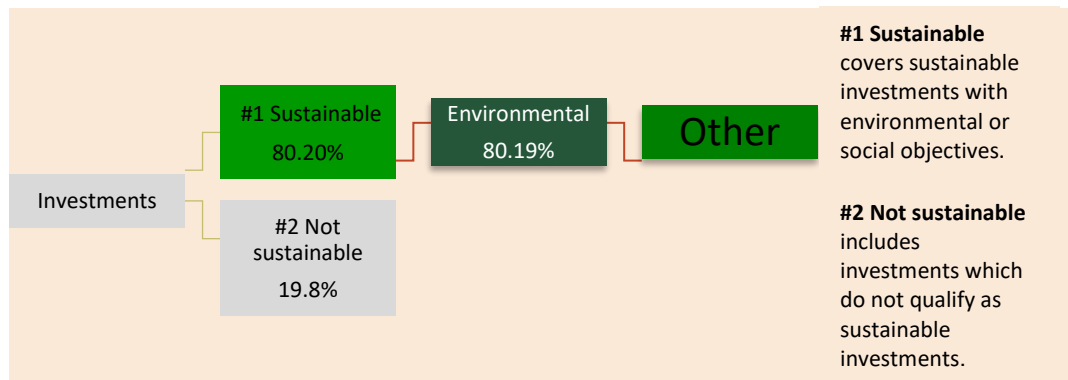 Investments
#1 Sustainable
80.20%
#2 Not
sustainable
19.8%
Environmental
80.19%
Other
#1 Sustainable
covers sustainable
investments with
environmental or
social objectives.
#2 Not sustainable
includes
investments which
do not qualify as
sustainable
investments.